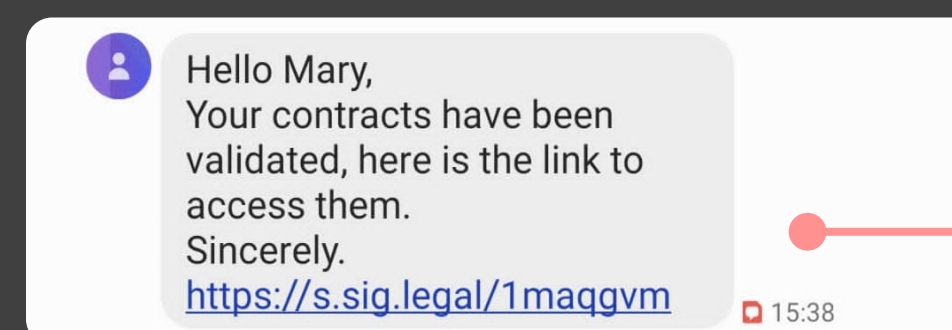 Hello Mary,
Your contracts have been
validated, here is the link to
access them.
Sincerely.
https://s.sig.legal/1maqgvm
15:38